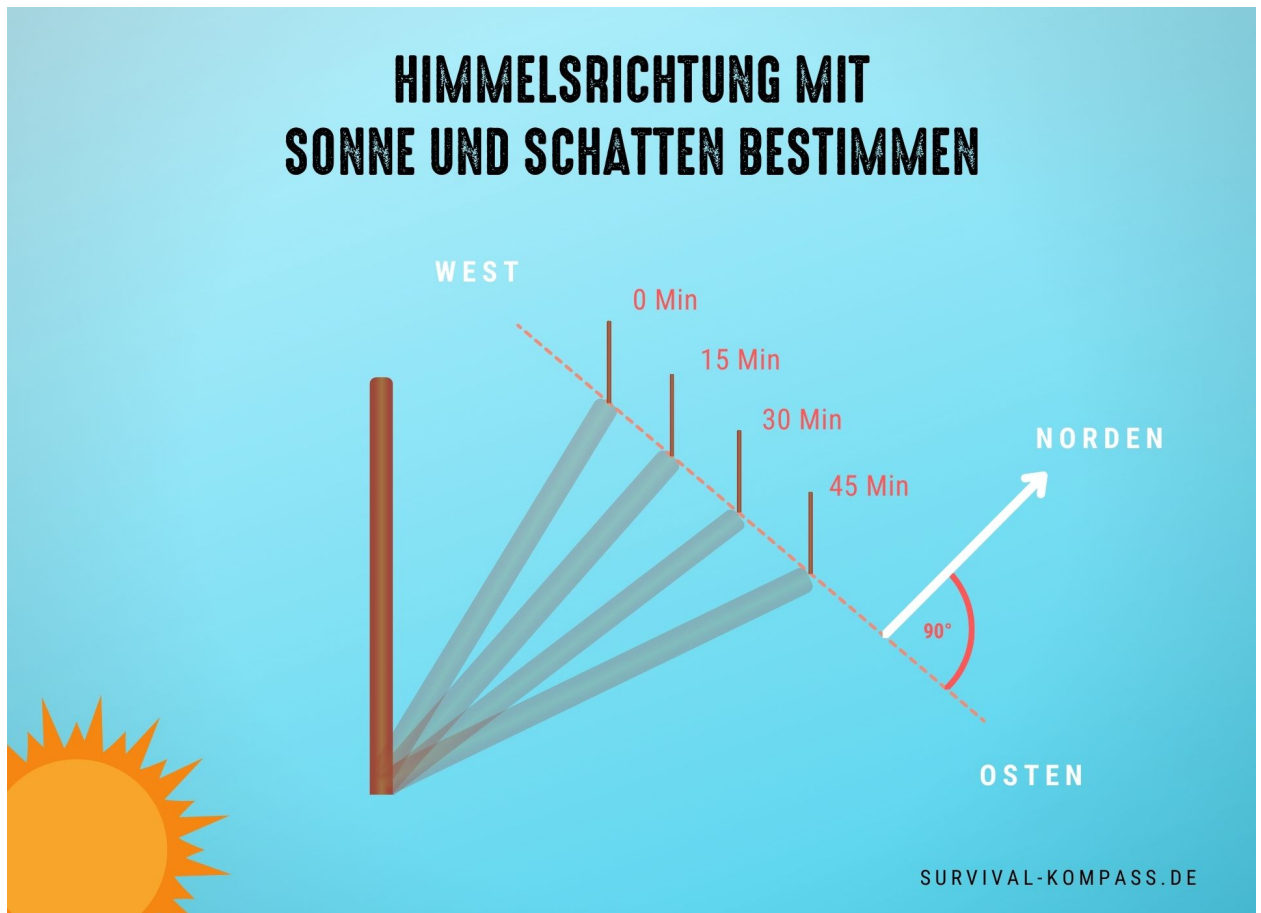 HIMMELSRICHTUNG MIT
SONNE UND SCHATTEN BESTIMMEN
WEST
0 Min
15 Min
30 Min
NORDEN
45 Min
90°
OSTEN
SURVIVAL-KOMPASS.DE